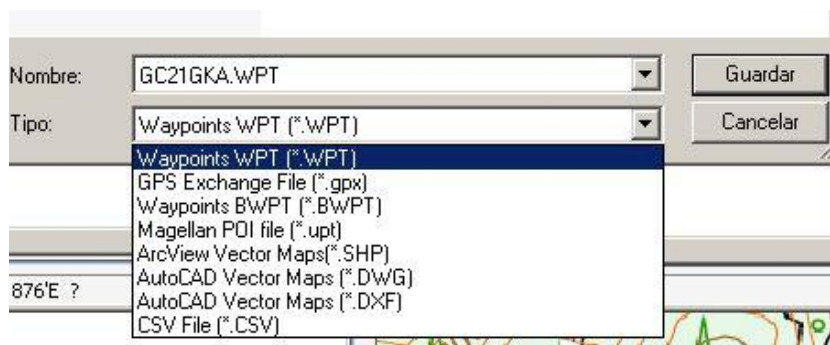 Nombre: GC21GKA.WPT Guardar
Tipo: Waypoints WPT (*.WPT) Cancelar
Waypoints WPT (*.WPT)
GPS Exchange File (*.gpx)
Waypoints BWPT (*.BWPT)
Magellan POI file (*.upt)
ArcView Vector Maps(*.SHP)
AutoCAD Vector Maps (*.DWG)
876'E ?
AutoCAD Vector Maps (*.DXF)
CSV File (*.CSV)